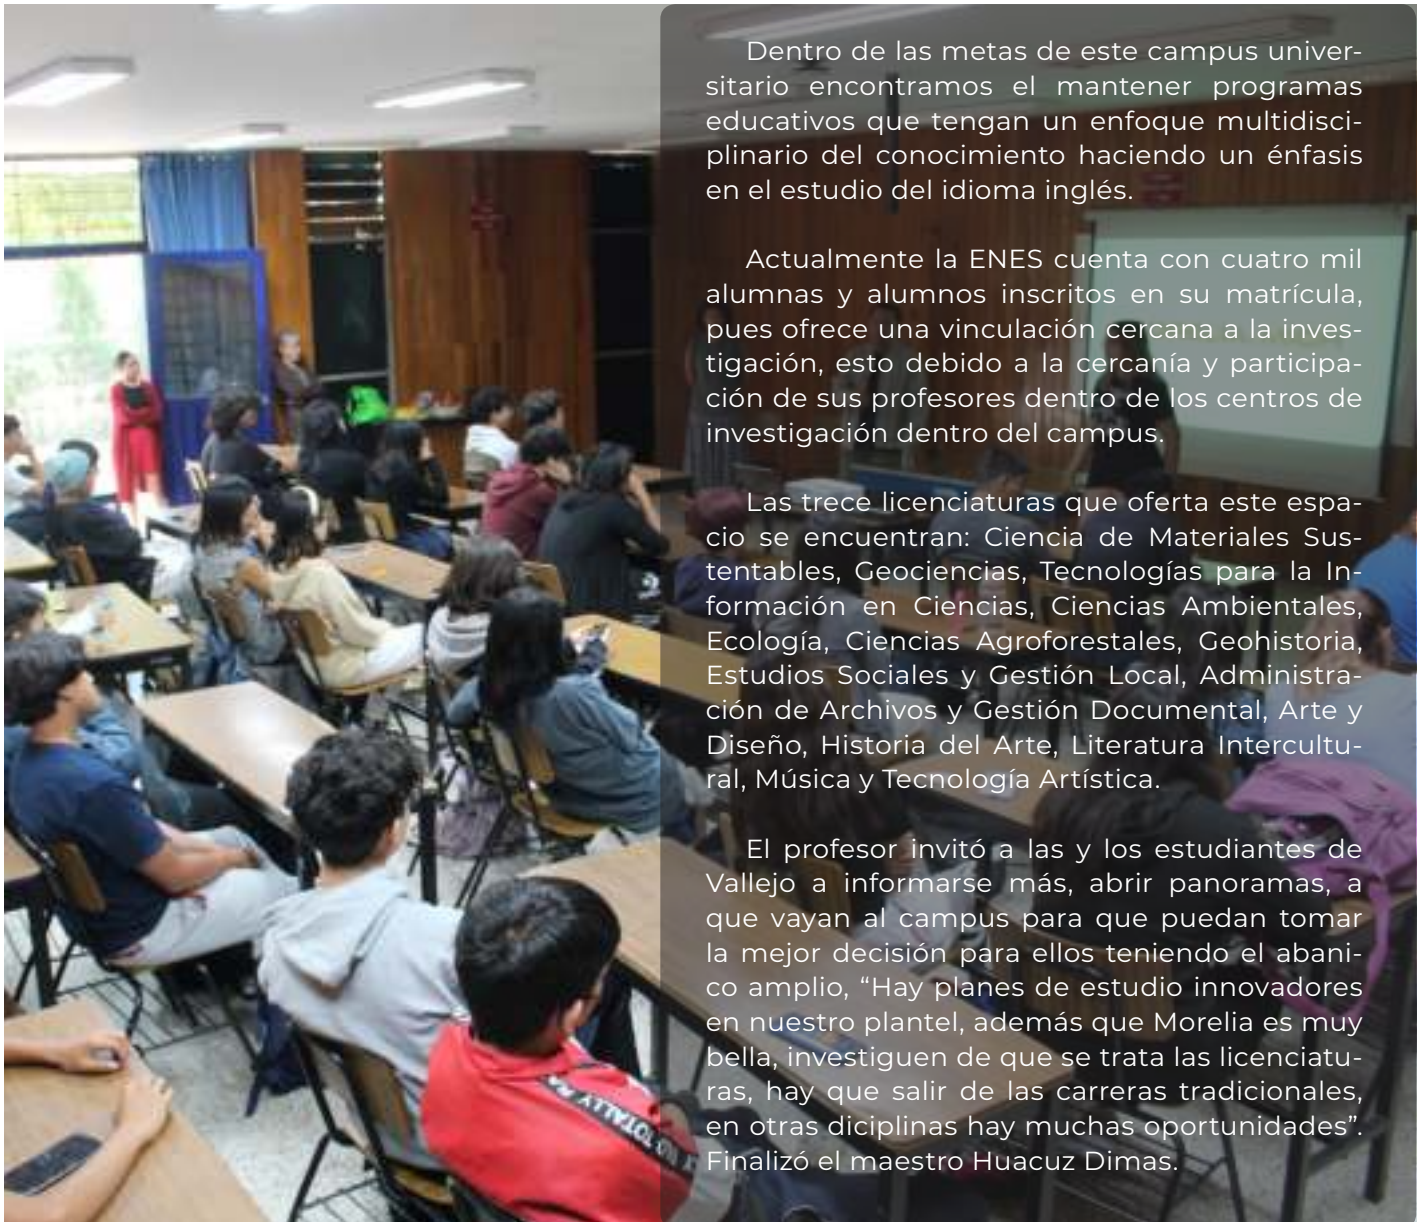 Dentro de las metas de este campus univer-
sitario encontramos el mantener programas
educativos que tengan un enfoque multidisci-
plinario del conocimiento haciendo un énfasis
en el estudio del idioma inglés.
Actualmente la ENES cuenta con cuatro mil
alumnas y alumnos inscritos en su matrícula,
pues ofrece una vinculación cercana a la inves-
tigación, esto debido a la cercanía y participa-
ción de sus profesores dentro de los centros de
investigación dentro del campus.
Las trece licenciaturas que oferta este espa-
cio se encuentran: Ciencia de Materiales Sus-
tentables, Geociencias, Tecnologías para la In-
formación en Ciencias, Ciencias Ambientales,
Ecología, Ciencias Agroforestales, Geohistoria,
Estudios Sociales y Gestión Local, Administra-
ción de Archivos y Gestión Documental, Arte y
Diseño, Historia del Arte, Literatura Intercultu-
ral, Música y Tecnología Artística.
El profesor invitó a las y los estudiantes de
Vallejo a informarse más, abrir panoramas, a
que vayan al campus para que puedan tomar
la mejor decisión para ellos teniendo el abani-
co amplio, “Hay planes de estudio innovadores
en nuestro plantel, además que Morelia es muy
bella, investiguen de que se trata las licenciatu-
ras, hay que salir de las carreras tradicionales,
en otras diciplinas hay muchas oportunidades”.
Finalizó el maestro Huacuz Dimas.
TOTALLY